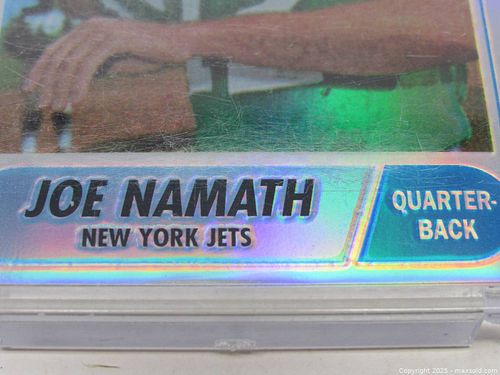 JOE NAMATH
NEW YORK JETS
QUARTER-
BACK
Copyright 2025 - maxsold.com